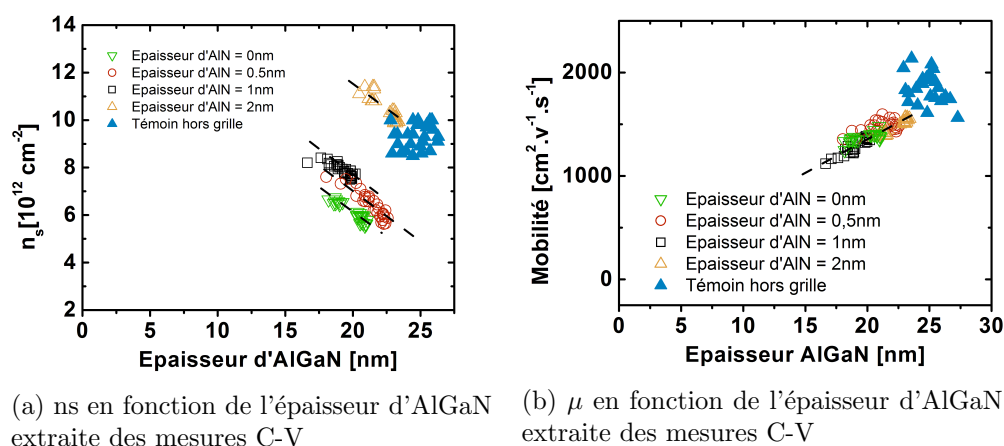 14
12
10
8
6
4
2
0
5
10
15
20
25
n_s[10^12 cm^-2]
Epaisseur d'AlGaN [nm]
Epaisseur d'AlN = 0nm
Epaisseur d'AlN = 0.5nm
Epaisseur d'AlN = 1nm
Epaisseur d'AlN = 2nm
Témoin hors grille
(a) ns en fonction de l'épaisseur d'AlGaN
extraite des mesures C-V
2000
1000
0
0
5
10
15
20
25
30
Mobilité [cm².v⁻¹.s⁻¹]
Epaisseur AlGaN [nm]
Epaisseur d'AlN = 0nm
Epaisseur d'AlN = 0,5nm
Epaisseur d'AlN = 1nm
Epaisseur d'AlN = 2nm
Témoin hors grille
(b) μ en fonction de l'épaisseur d'AlGaN
extraite des mesures C-V